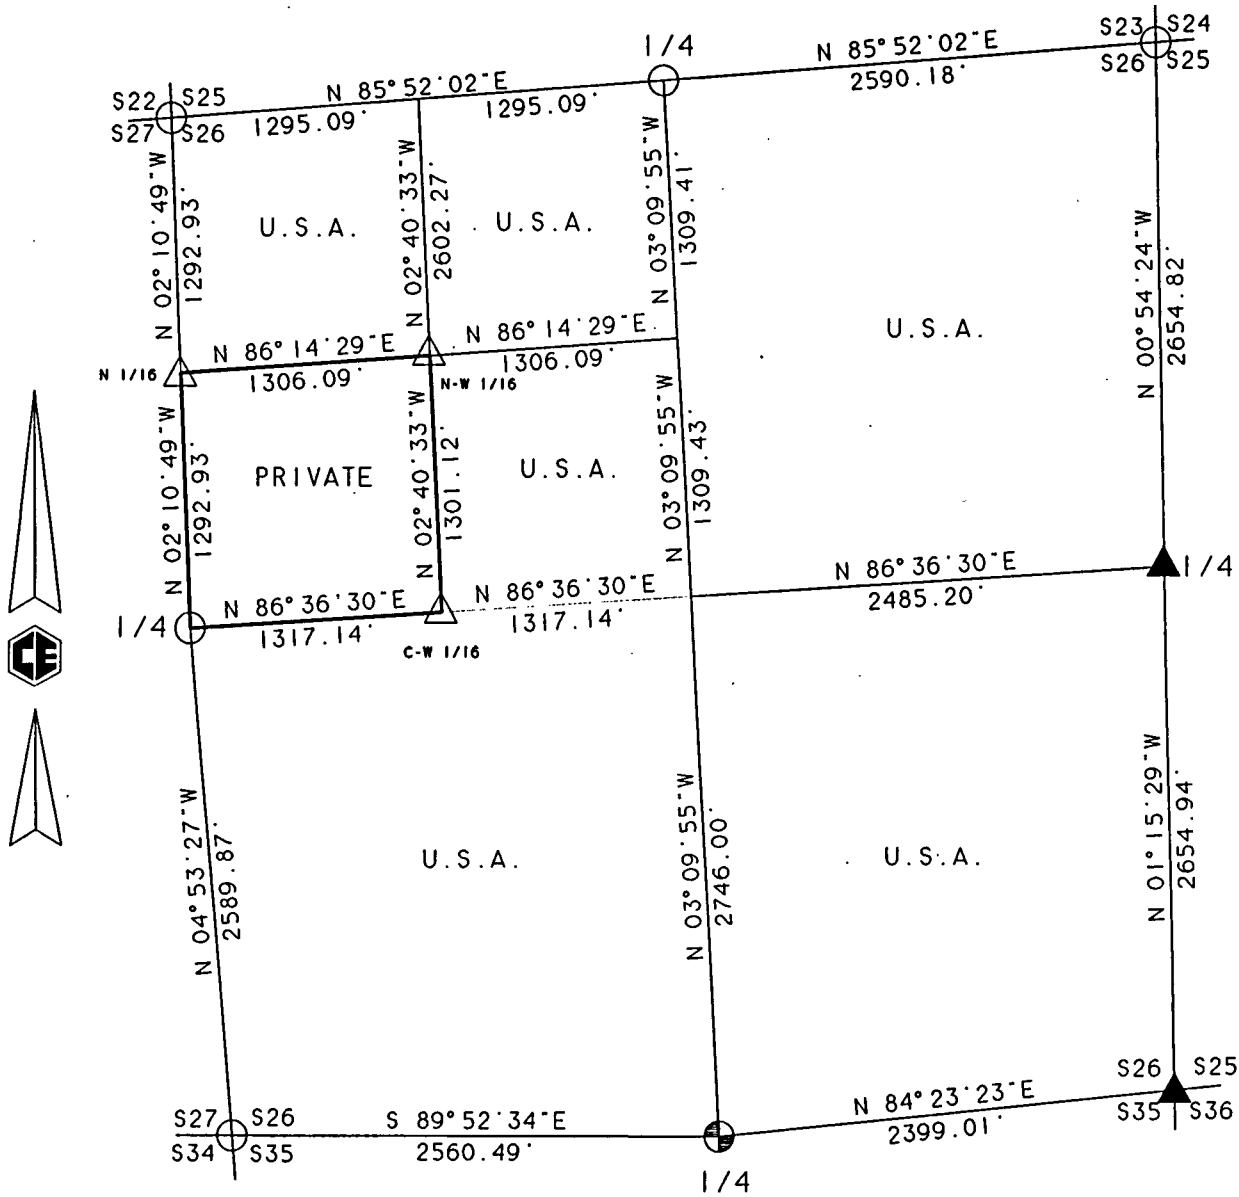 1/4
S23 S24
S26 S25
N 85° 52' 02" E
2590.18'
S22 S25
S27 S26
N 85° 52' 02" E
1295.09'
1295.09'
N 02° 10' 49" W
1292.93'
N 02° 40' 33" W
2602.27'
N 03° 09' 55" W
1309.41'
N 00° 54' 24" W
2654.82'
U.S.A.
U.S.A.
U.S.A.
N 1/16
N 86° 14' 29" E
1306.09'
N-W 1/16
N 86° 14' 29" E
1306.09'
N 02° 10' 49" W
1292.93'
PRIVATE
N 02° 40' 33" W
1301.12'
U.S.A.
N 03° 09' 55" W
1309.43'
1/4
N 86° 36' 30" E
1317.14'
C-W 1/16
N 86° 36' 30" E
1317.14'
N 86° 36' 30" E
2485.20'
1/4
CE
N 04° 53' 27" W
2589.87'
U.S.A.
N 03° 09' 55" W
2746.00'
U.S.A.
N 01° 15' 29" W
2654.94'
S27 S26
S34 S35
S 89° 52' 34" E
2560.49'
1/4
N 84° 23' 23" E
2399.01'
S26 S25
S35 S36